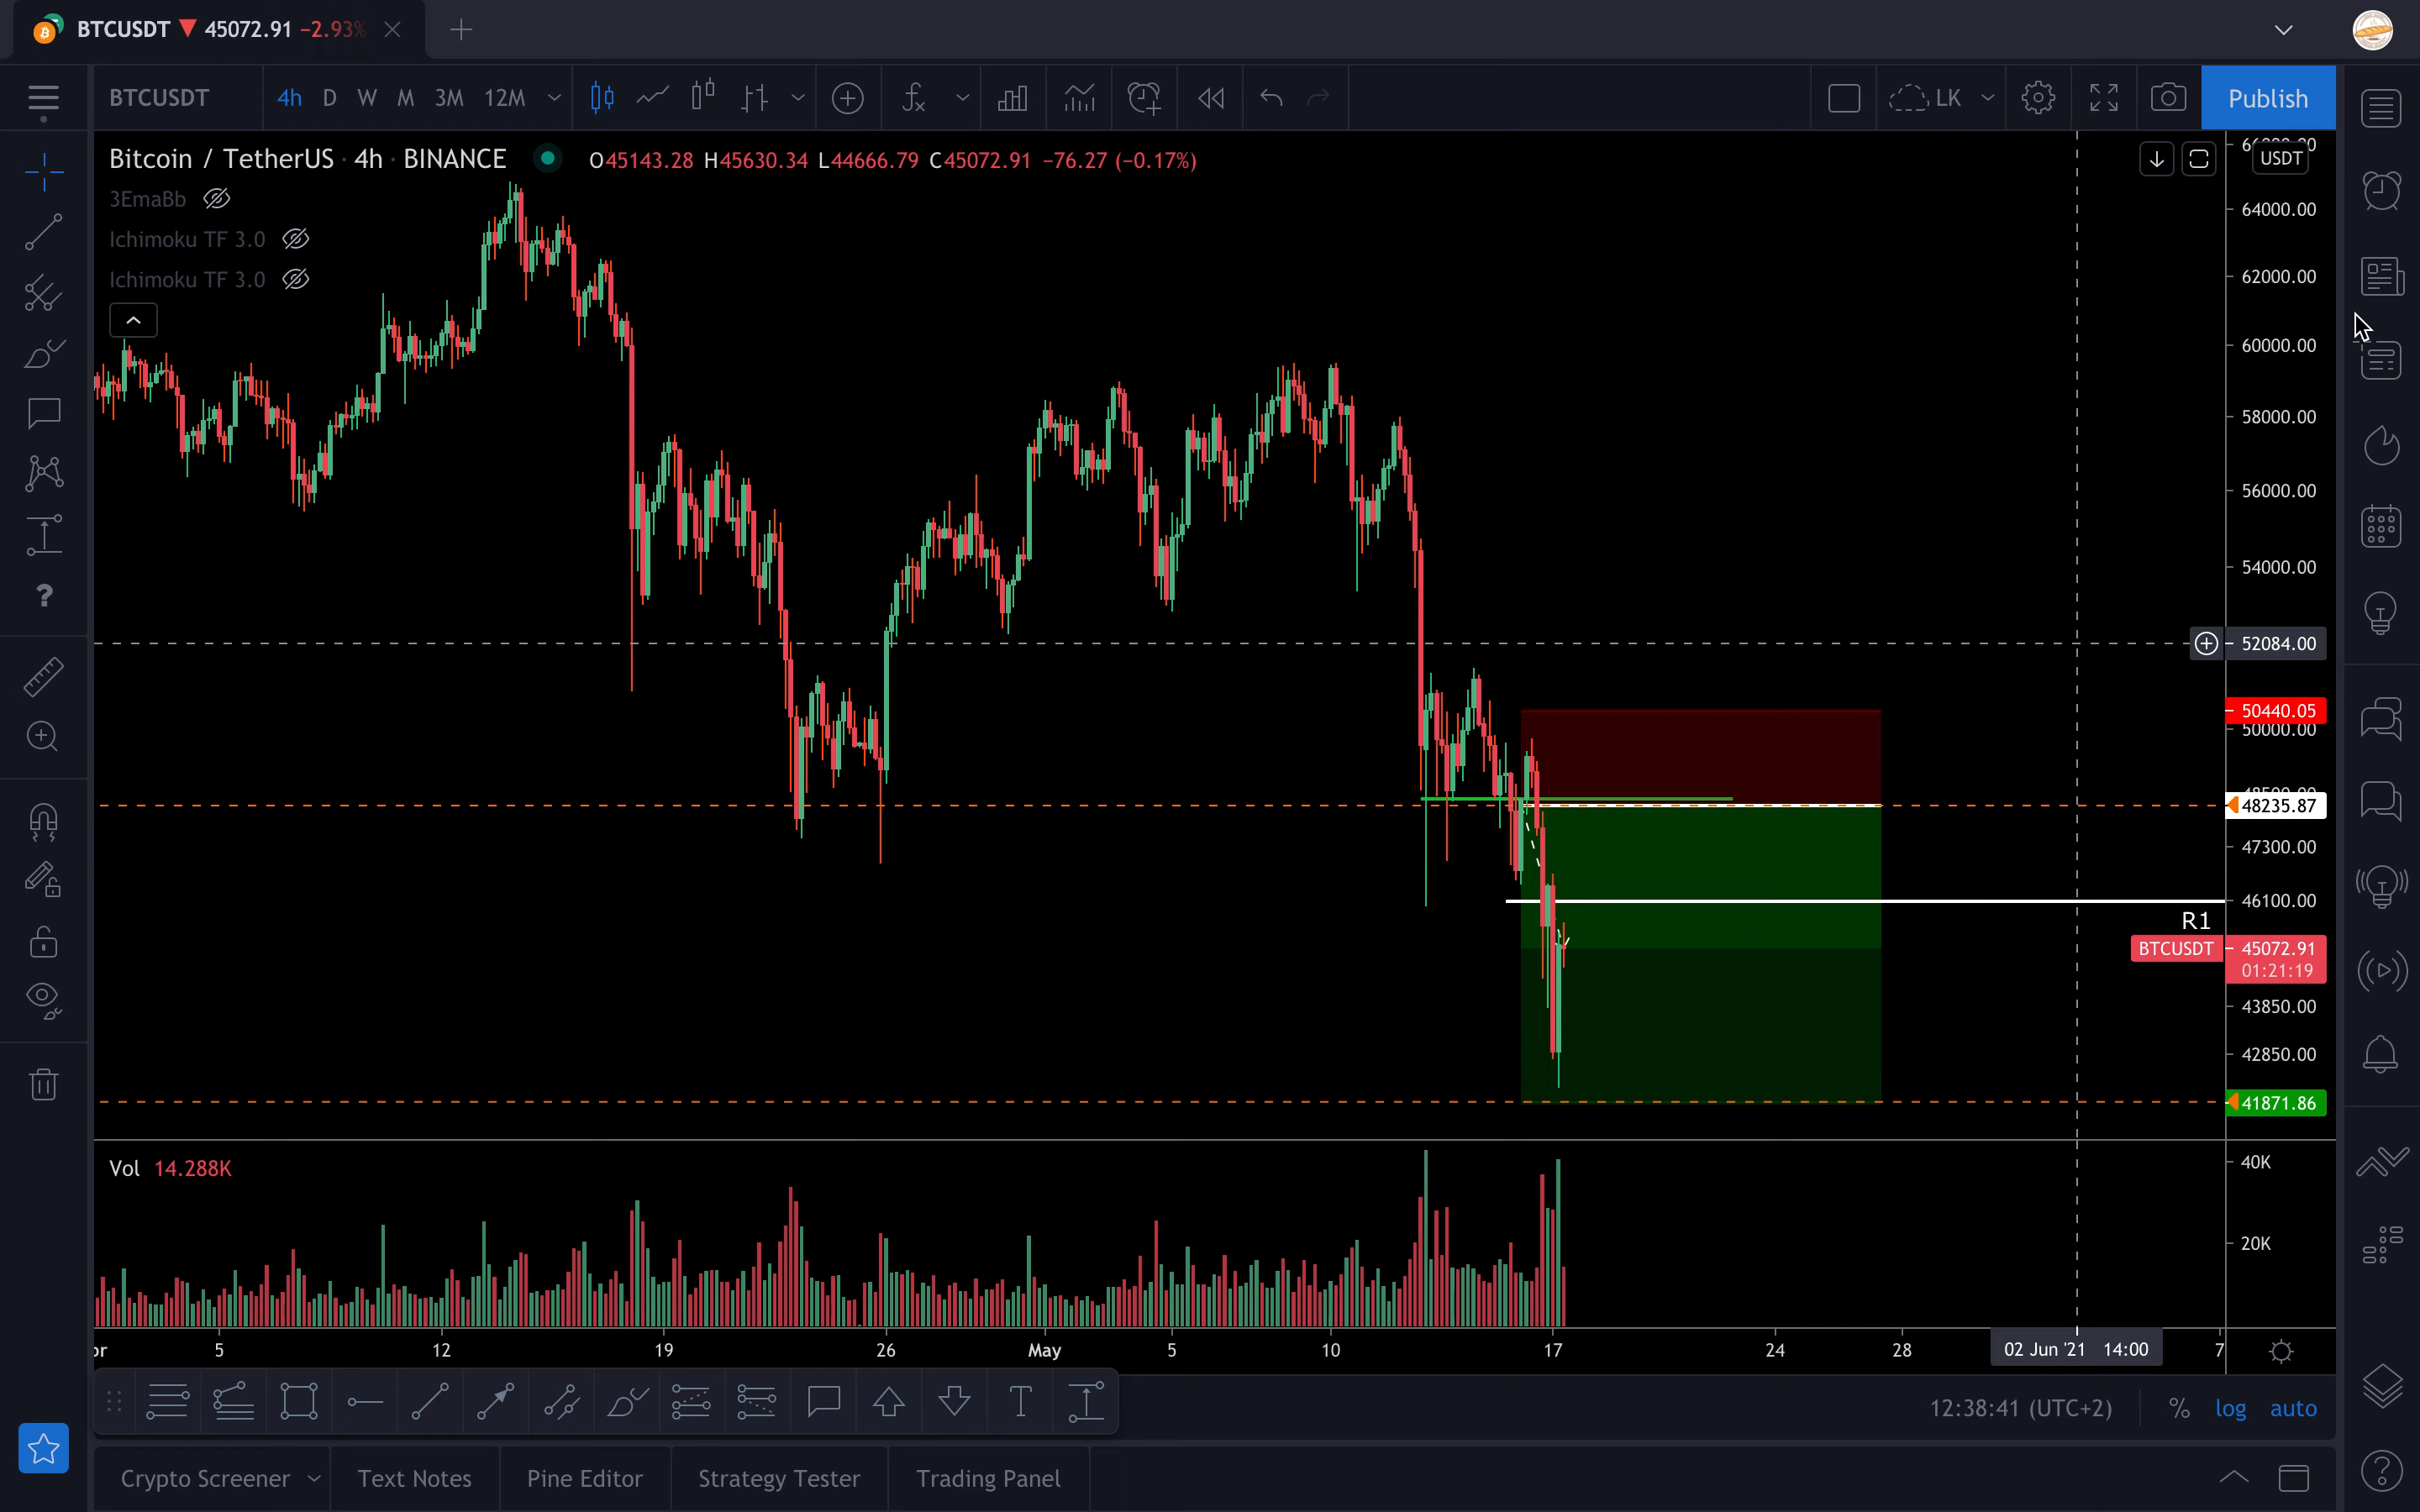 BTCUSDT ▼ 45072.91 −2.93%
BTCUSDT 4h D W M 3M 12M LK Publish
Bitcoin / TetherUS · 4h · BINANCE O45143.28 H45630.34 L44666.79 C45072.91 −76.27 (−0.17%)
USDT
3EmaBb
Ichimoku TF 3.0
Ichimoku TF 3.0
64000.00
62000.00
60000.00
58000.00
56000.00
54000.00
52084.00
50440.05
50000.00
48235.87
47300.00
46100.00
R1
BTCUSDT 45072.91
01:21:19
43850.00
42850.00
41871.86
Vol 14.288K
40K
20K
5 12 19 26 May 5 10 17 24 28 02 Jun '21 14:00 7
T
12:38:41 (UTC+2) % log auto
Crypto Screener Text Notes Pine Editor Strategy Tester Trading Panel